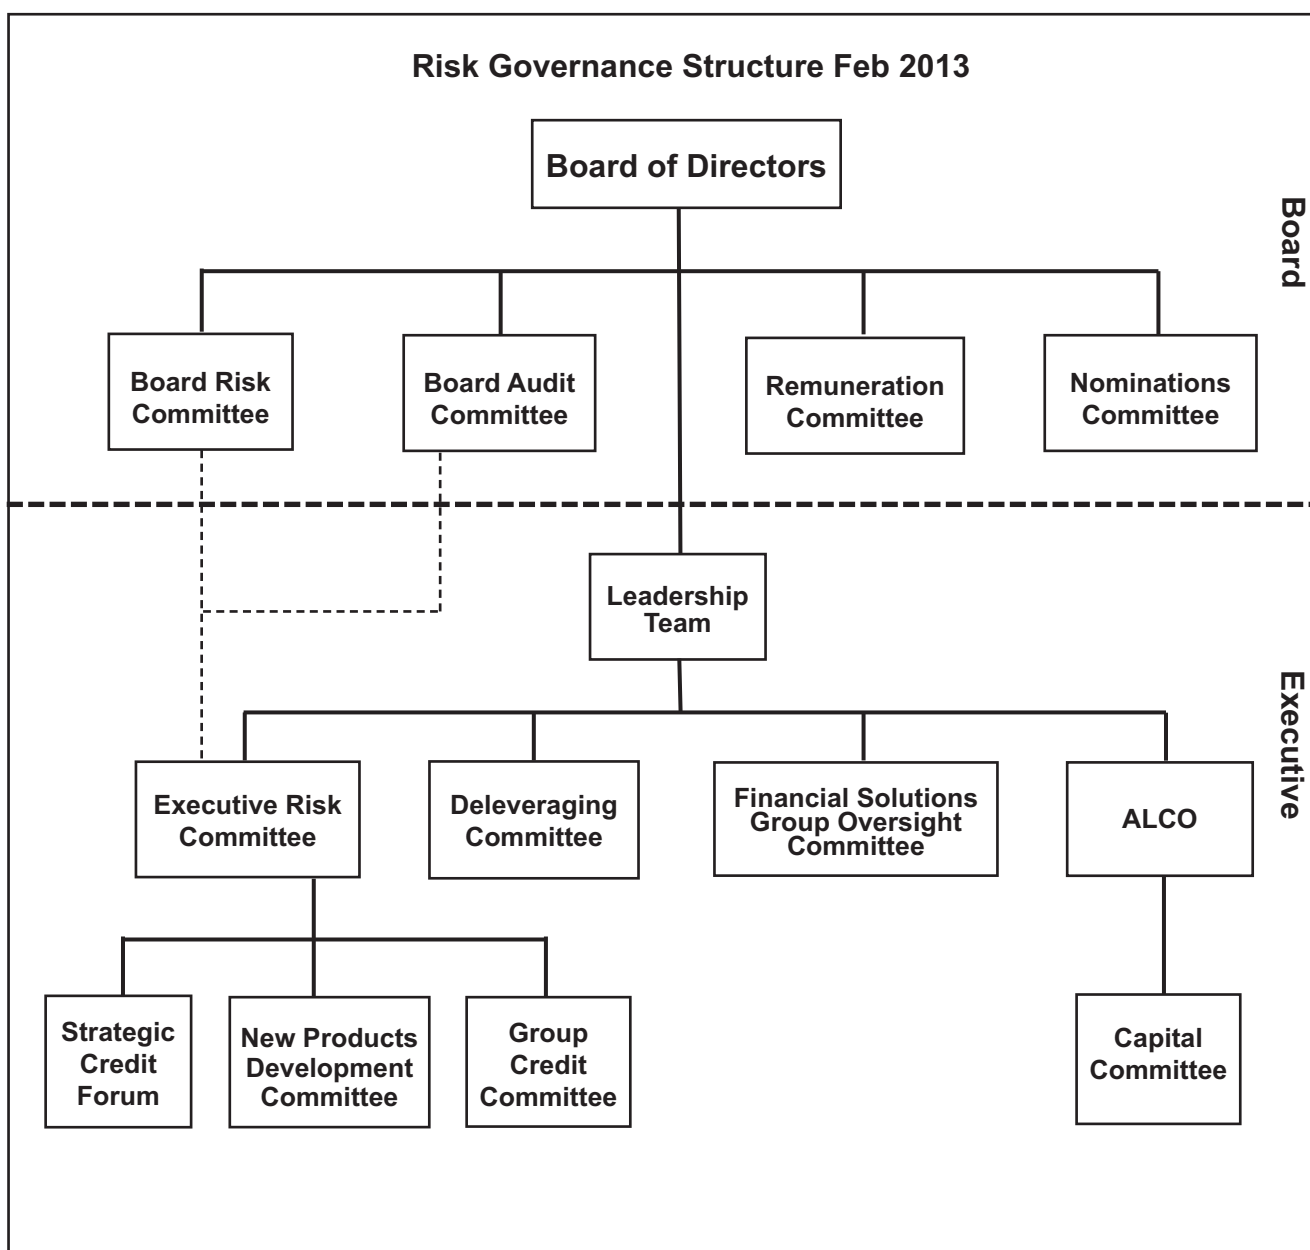 Risk Governance Structure Feb 2013
Board of Directors
Board
Board Risk
Committee
Board Audit
Committee
Remuneration
Committee
Nominations
Committee
Leadership
Team
Executive
Executive Risk
Committee
Deleveraging
Committee
Financial Solutions
Group Oversight
Committee
ALCO
Strategic
Credit
Forum
New Products
Development
Committee
Group
Credit
Committee
Capital
Committee